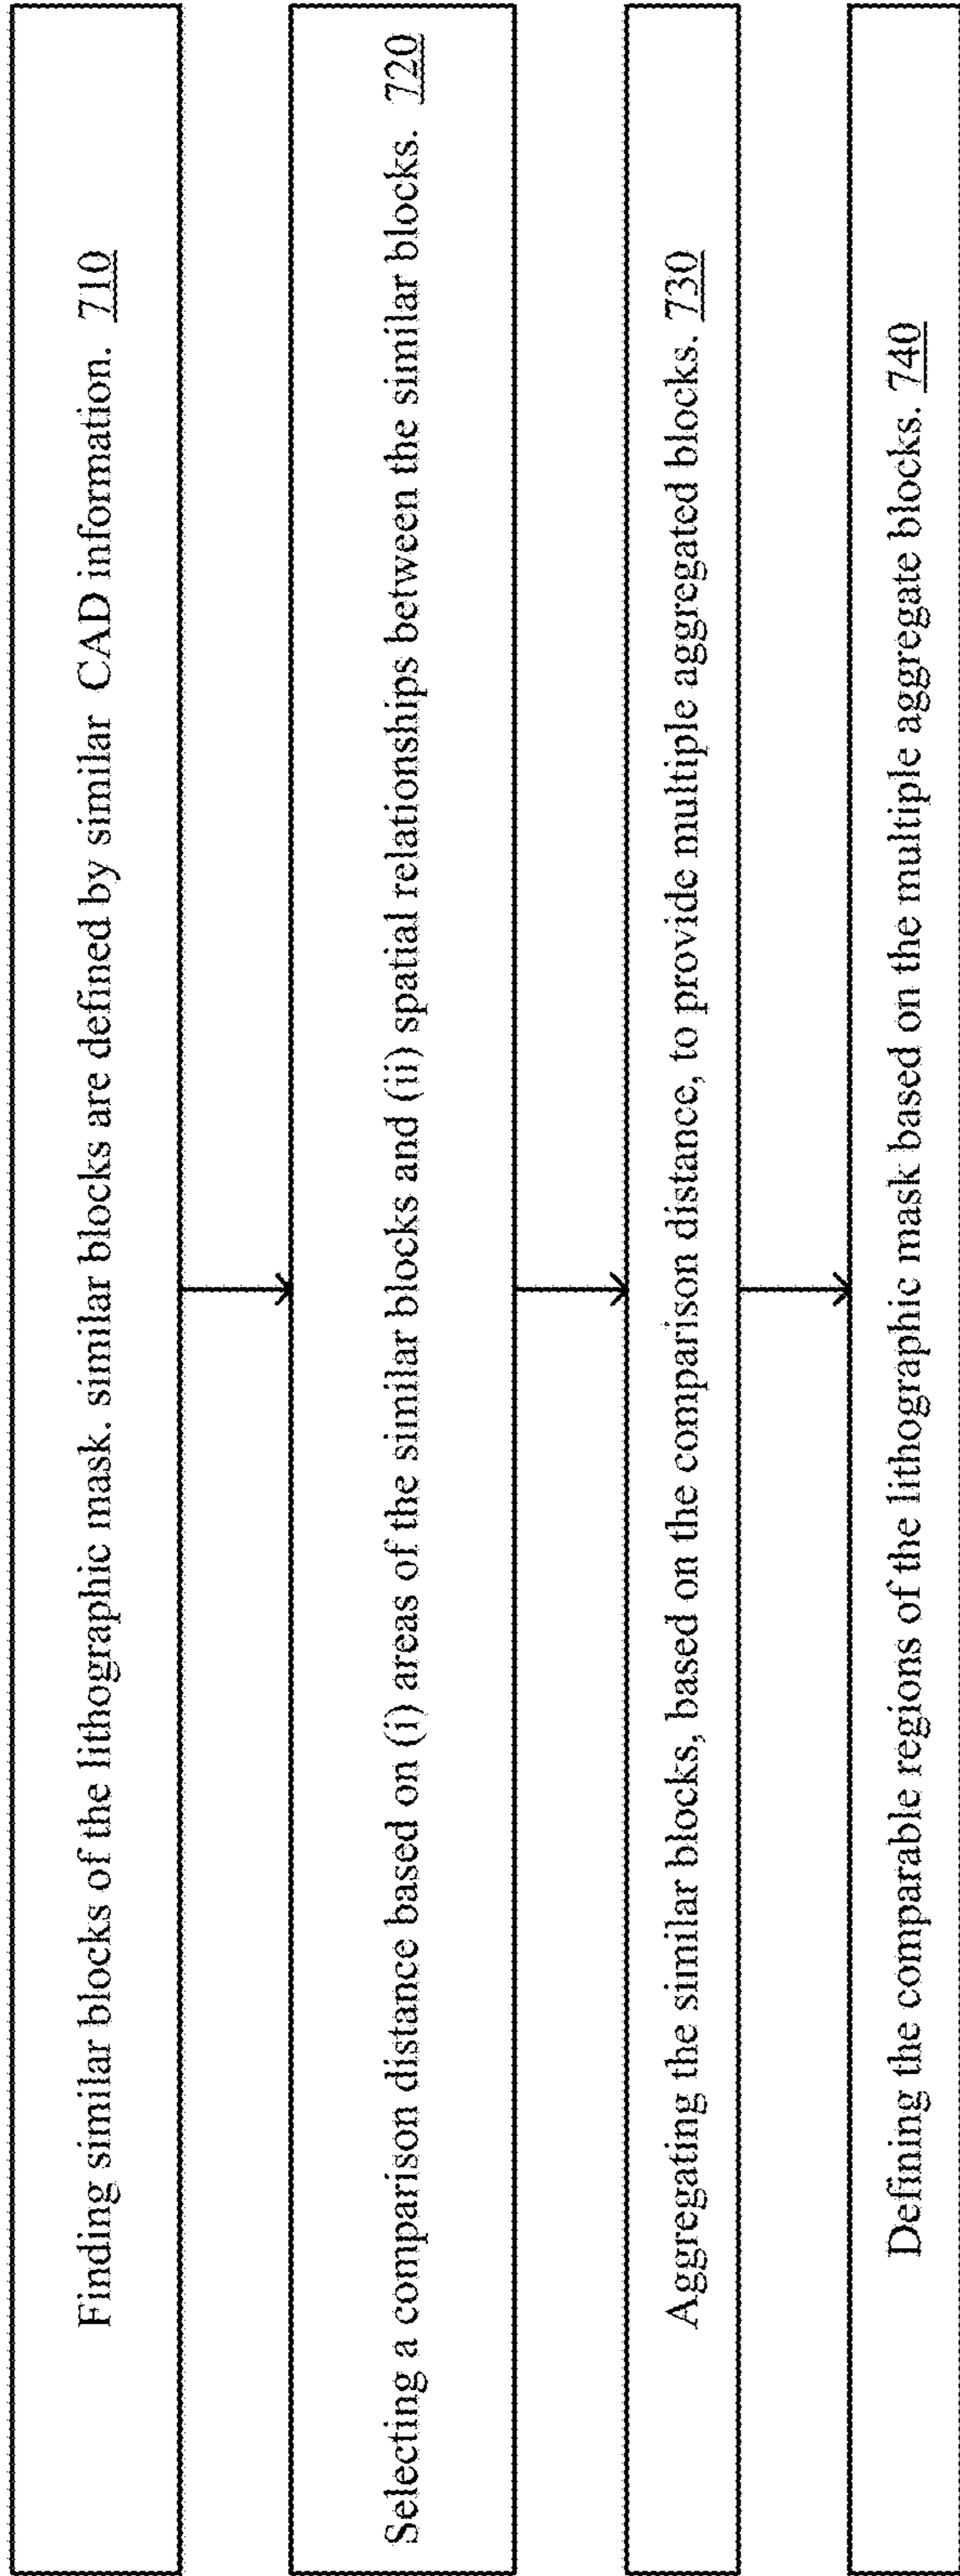 Finding similar blocks of the lithographic mask. similar blocks are defined by similar CAD information. 710
Selecting a comparison distance based on (i) areas of the similar blocks and (ii) spatial relationships between the similar blocks. 720
Aggregating the similar blocks, based on the comparison distance, to provide multiple aggregated blocks. 730
Defining the comparable regions of the lithographic mask based on the multiple aggregate blocks. 740